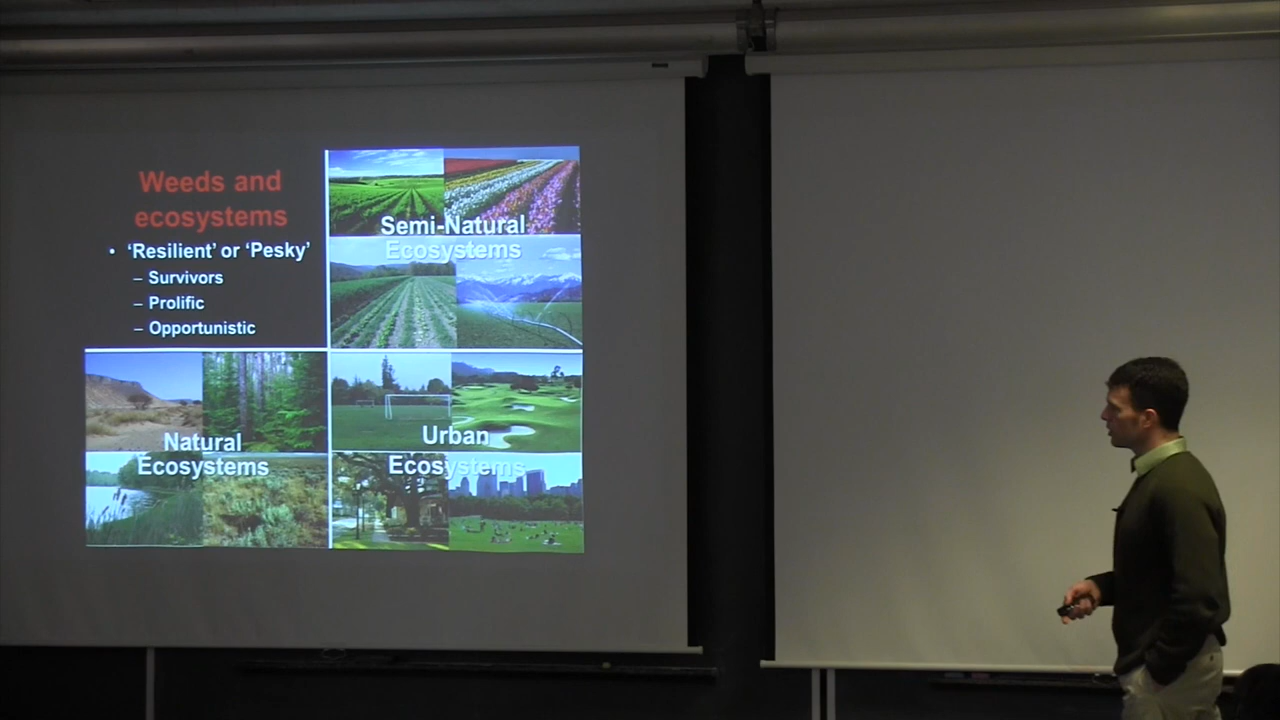 Weeds and
ecosystems
• ‘Resilient’ or ‘Pesky’
– Survivors
– Prolific
– Opportunistic
Semi-Natural
Ecosystems
Natural
Ecosystems
Urban
Ecosystems